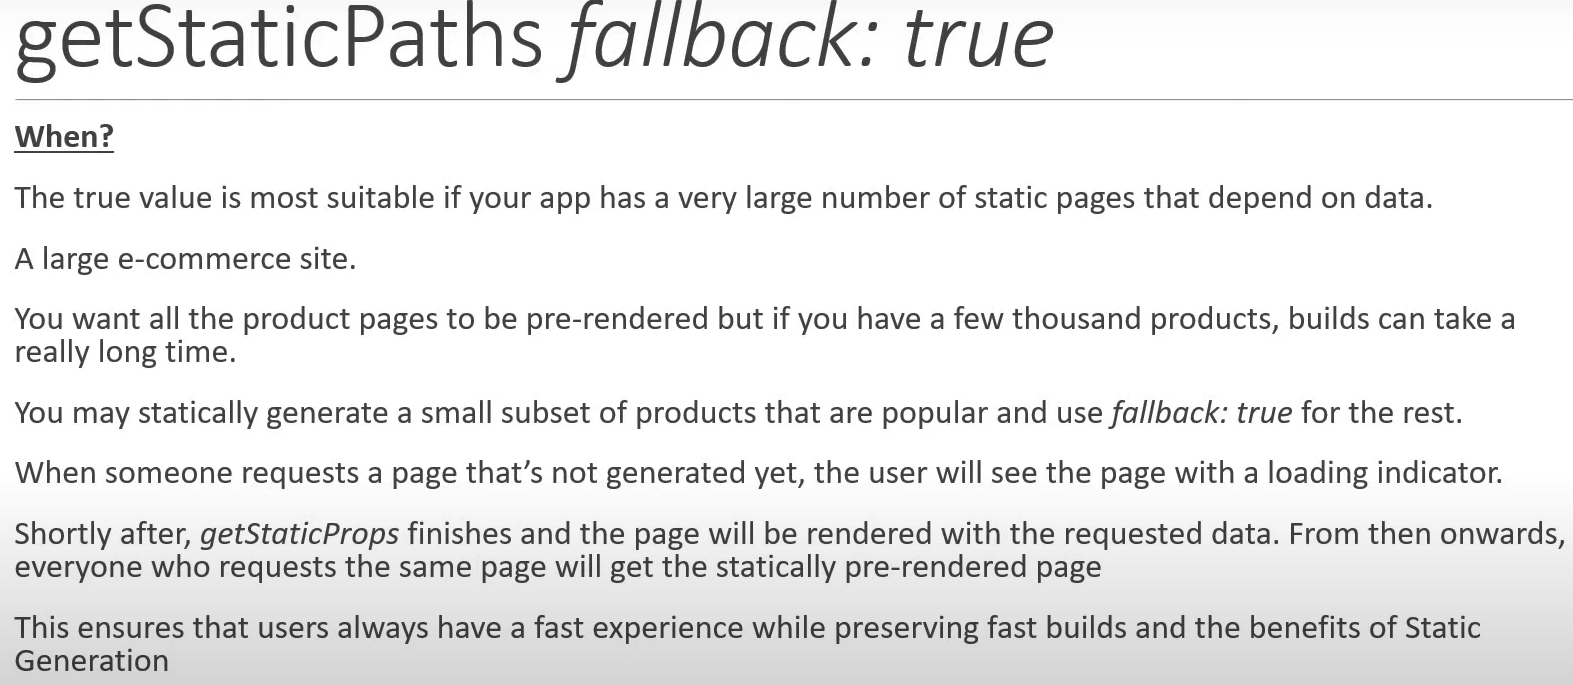 getStaticPaths fallback: true
When?
The true value is most suitable if your app has a very large number of static pages that depend on data.
A large e-commerce site.
You want all the product pages to be pre-rendered but if you have a few thousand products, builds can take a
really long time.
You may statically generate a small subset of products that are popular and use fallback: true for the rest.
When someone requests a page that’s not generated yet, the user will see the page with a loading indicator.
Shortly after, getStaticProps finishes and the page will be rendered with the requested data. From then onwards,
everyone who requests the same page will get the statically pre-rendered page
This ensures that users always have a fast experience while preserving fast builds and the benefits of Static
Generation